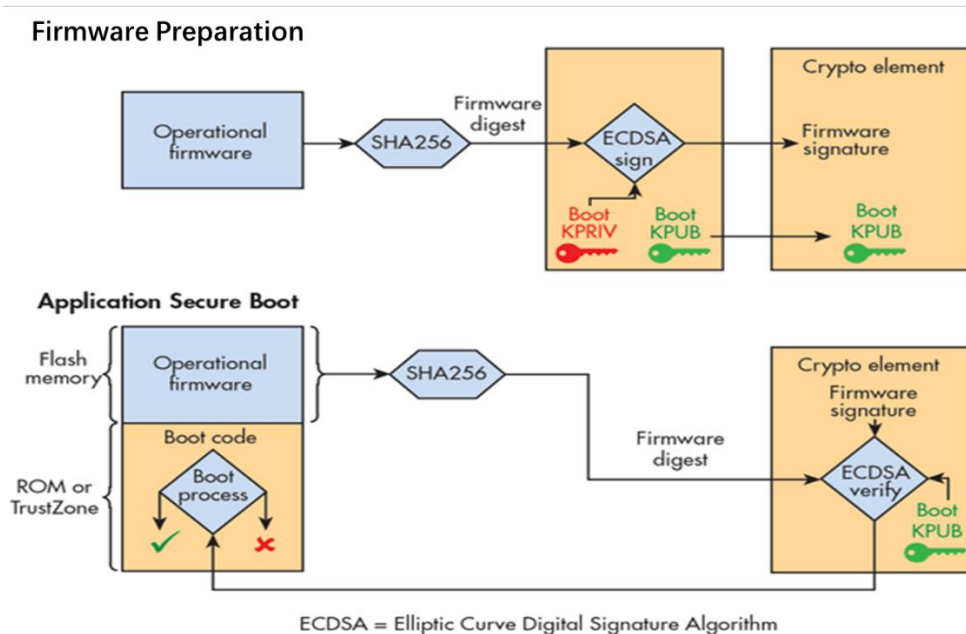 Firmware Preparation
Operational
firmware
SHA256
Firmware
digest
ECDSA
sign
Boot
KPRIV
Boot
KPUB
Crypto element
Firmware
signature
Boot
KPUB
Application Secure Boot
Flash
memory
Operational
firmware
SHA256
ROM or
TrustZone
Boot code
Boot
process
Firmware
digest
Crypto element
Firmware
signature
ECDSA
verify
Boot
KPUB
ECDSA = Elliptic Curve Digital Signature Algorithm